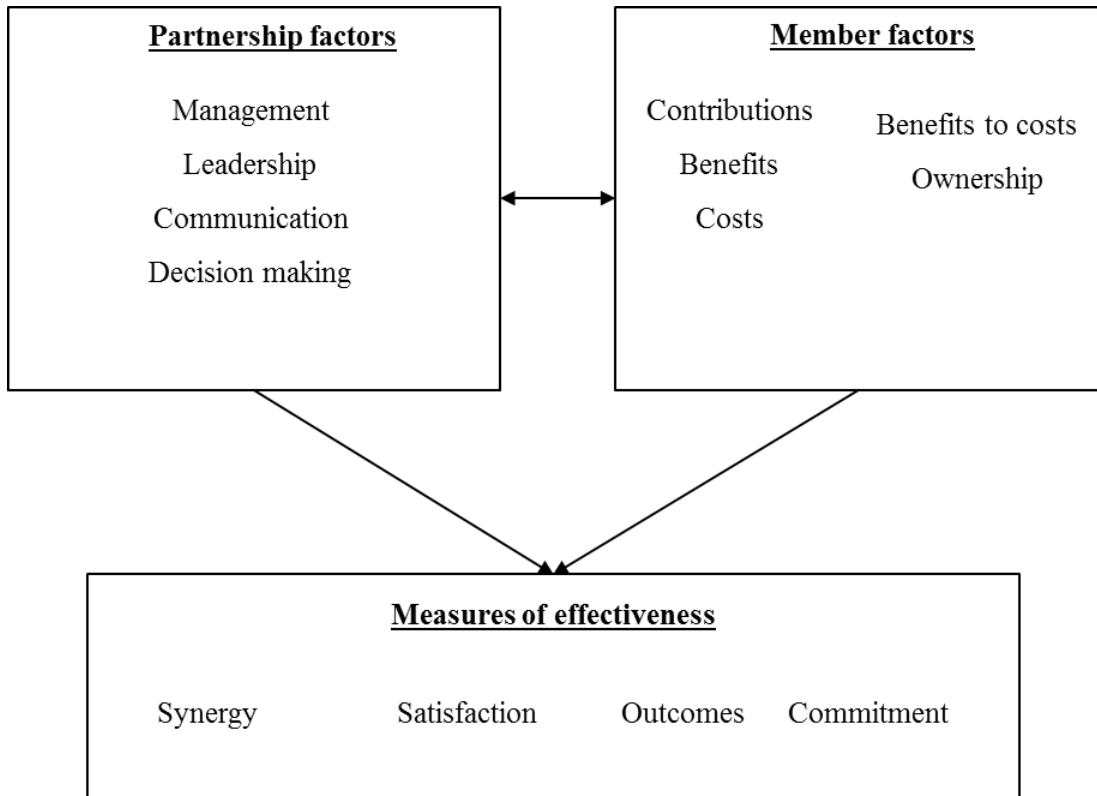 Partnership factors
Management
Leadership
Communication
Decision making
Member factors
Contributions
Benefits
Costs
Benefits to costs
Ownership
Measures of effectiveness
Synergy
Satisfaction
Outcomes
Commitment